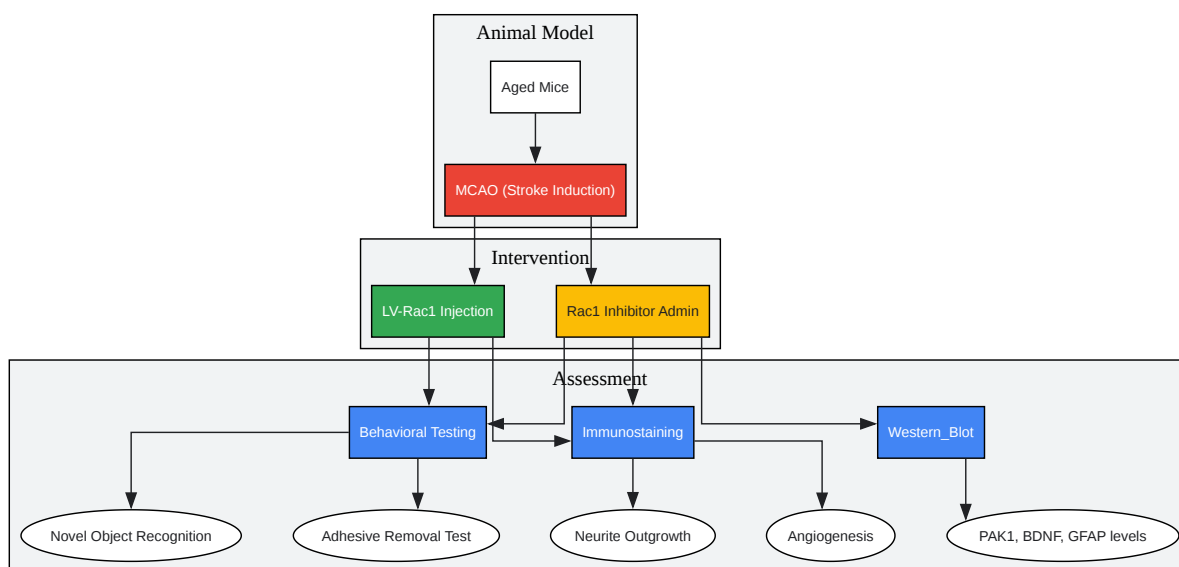 Animal Model
Aged Mice
MCAO (Stroke Induction)
Intervention
LV-Rac1 Injection
Rac1 Inhibitor Admin
Assessment
Behavioral Testing
Immunostaining
Western_Blot
Novel Object Recognition
Adhesive Removal Test
Neurite Outgrowth
Angiogenesis
PAK1, BDNF, GFAP levels